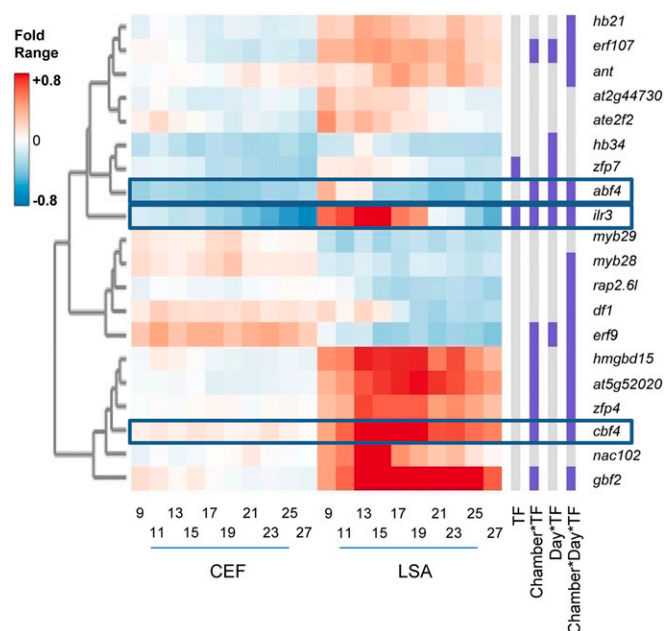 Fold
Range
+0.8
0
-0.8
hb21
erf107
ant
at2g44730
ate2f2
hb34
zfp7
abf4
ilr3
myb29
myb28
rap2.6l
df1
erf9
hmgbd15
at5g52020
zfp4
cbf4
nac102
gbf2
9 13 17 21 25 9 13 17 21 25
11 15 19 23 27 11 15 19 23 27
CEF LSA
TF
Chamber*TF
Day*TF
Chamber*Day*TF